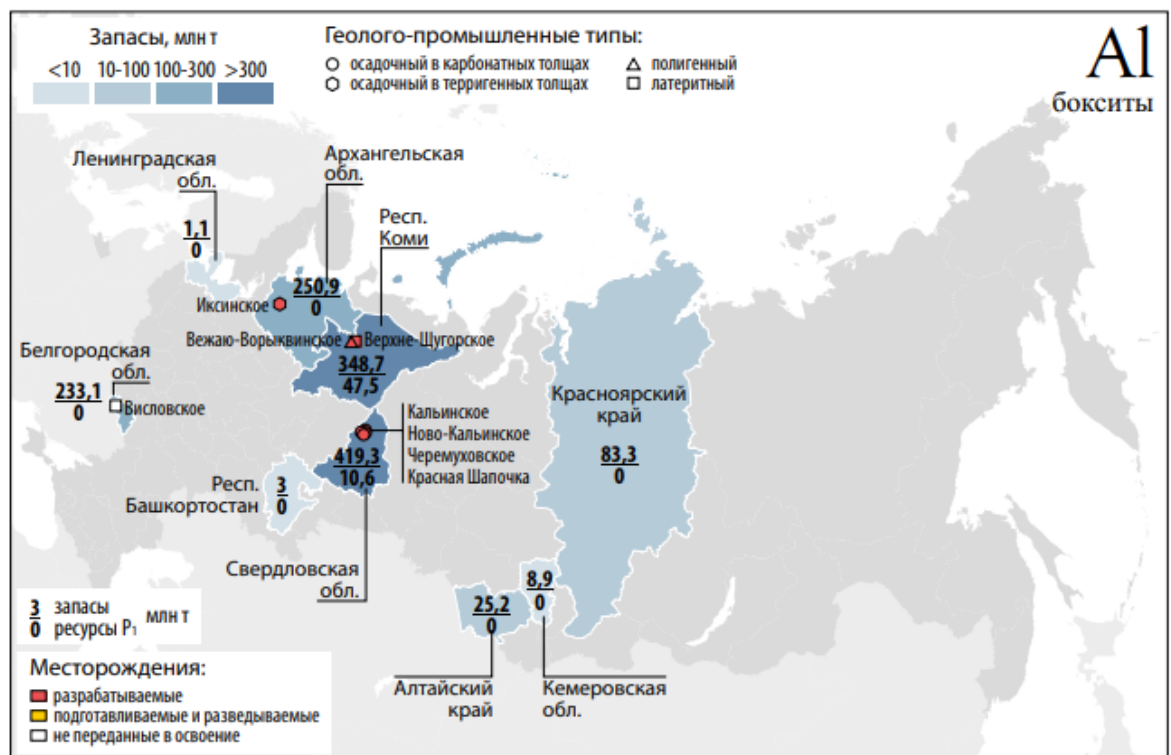 Запасы, млн т
<10 10-100 100-300 >300
Геолого-промышленные типы:
осадочный в карбонатных толщах
полигенный
осадочный в терригенных толщах
латеритный
Al
бокситы
Ленинградская
обл.
1,1
0
Архангельская
обл.
250,9
0
Респ.
Коми
Иксинское
Вежаю-Ворыквинское
Верхне-Щугорское
348,7
47,5
Белгородская
обл.
233,1
0
Висловское
Кальинское
Ново-Кальинское
Черемуховское
Красная Шапочка
419,3
10,6
Красноярский
край
83,3
0
Респ.
Башкортостан
3
0
Свердловская
обл.
25,2
0
8,9
0
Алтайский
край
Кемеровская
обл.
3 запасы
0 ресурсы P₁
млн т
Месторождения:
разрабатываемые
подготавливаемые и разведываемые
не переданные в освоение